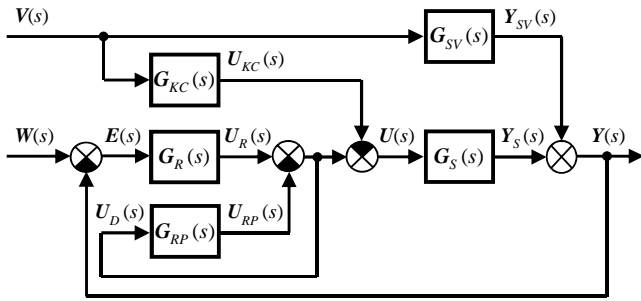 V(s)
G_SV(s)
Y_SV(s)
G_KC(s)
U_KC(s)
W(s)
E(s)
G_R(s)
U_R(s)
U(s)
G_S(s)
Y_S(s)
Y(s)
U_D(s)
G_RP(s)
U_RP(s)